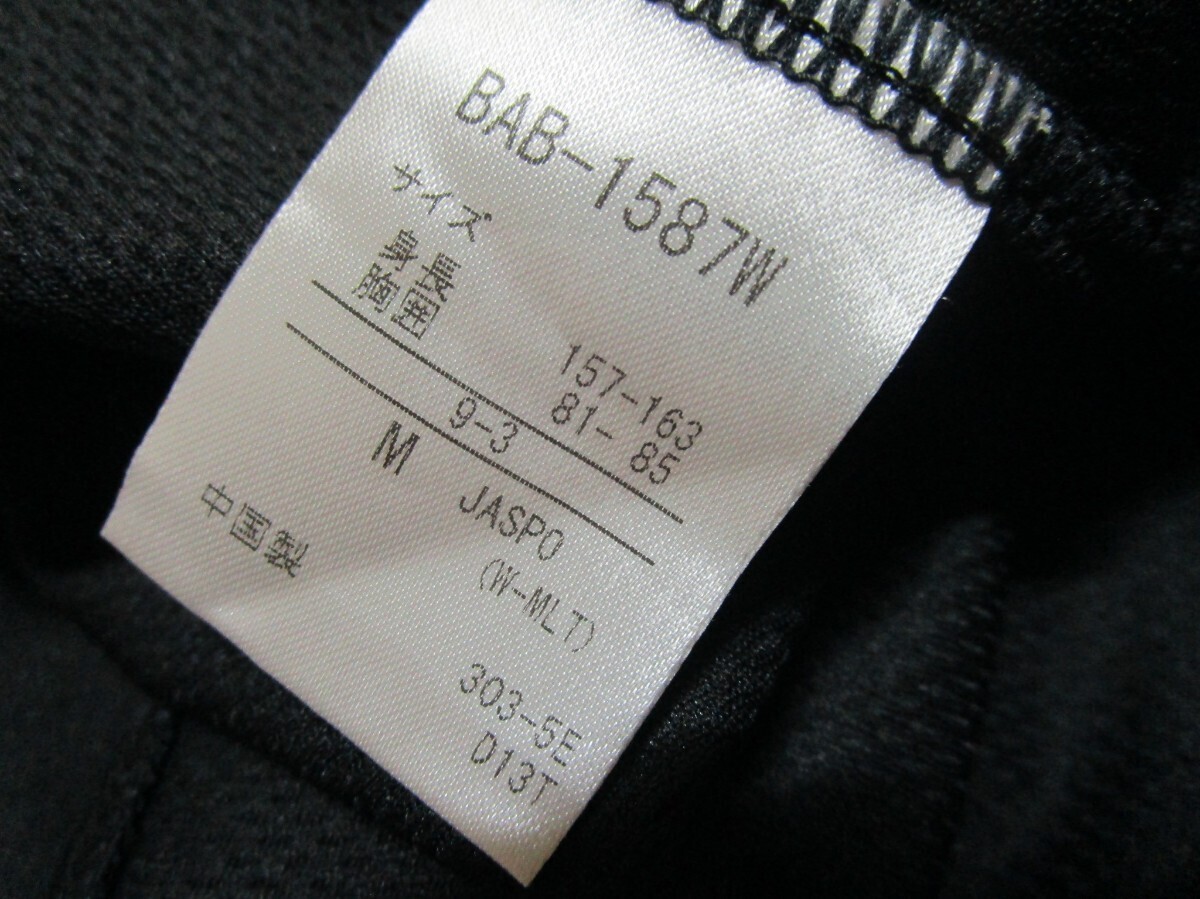 BAB-1587W
サイズ
身長 157-163
胸囲 81- 85
9-3
M JASPO
(W-MLT)
中国製
303-5E
D13T